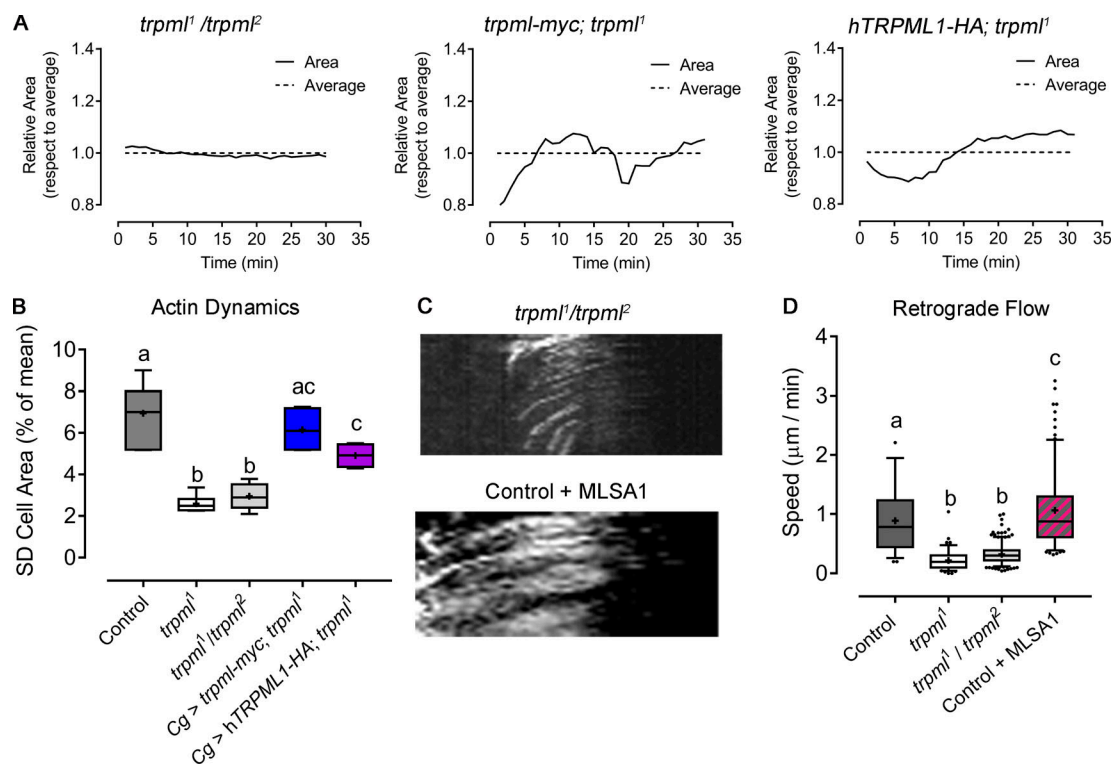 A
trpml¹ /trpml²
Relative Area
(respect to average)
1.4
1.2
1.0
0.8
Area
Average
0 5 10 15 20 25 30 35
Time (min)
trpml-myc; trpml¹
Relative Area
(respect to average)
1.4
1.2
1.0
0.8
Area
Average
0 5 10 15 20 25 30 35
Time (min)
hTRPML1-HA; trpml¹
Relative Area
(respect to average)
1.4
1.2
1.0
0.8
Area
Average
0 5 10 15 20 25 30 35
Time (min)
B
Actin Dynamics
SD Cell Area (% of mean)
10
8
6
4
2
0
a
b
b
ac
c
Control
trpml¹
trpml¹/trpml²
Cg > trpml-myc; trpml¹
Cg > hTRPML1-HA; trpml¹
C
trpml¹/trpml²
Control + MLSA1
D
Retrograde Flow
Speed (μm / min)
4
3
2
1
0
a
b
b
c
Control
trpml¹
trpml¹ / trpml²
Control + MLSA1